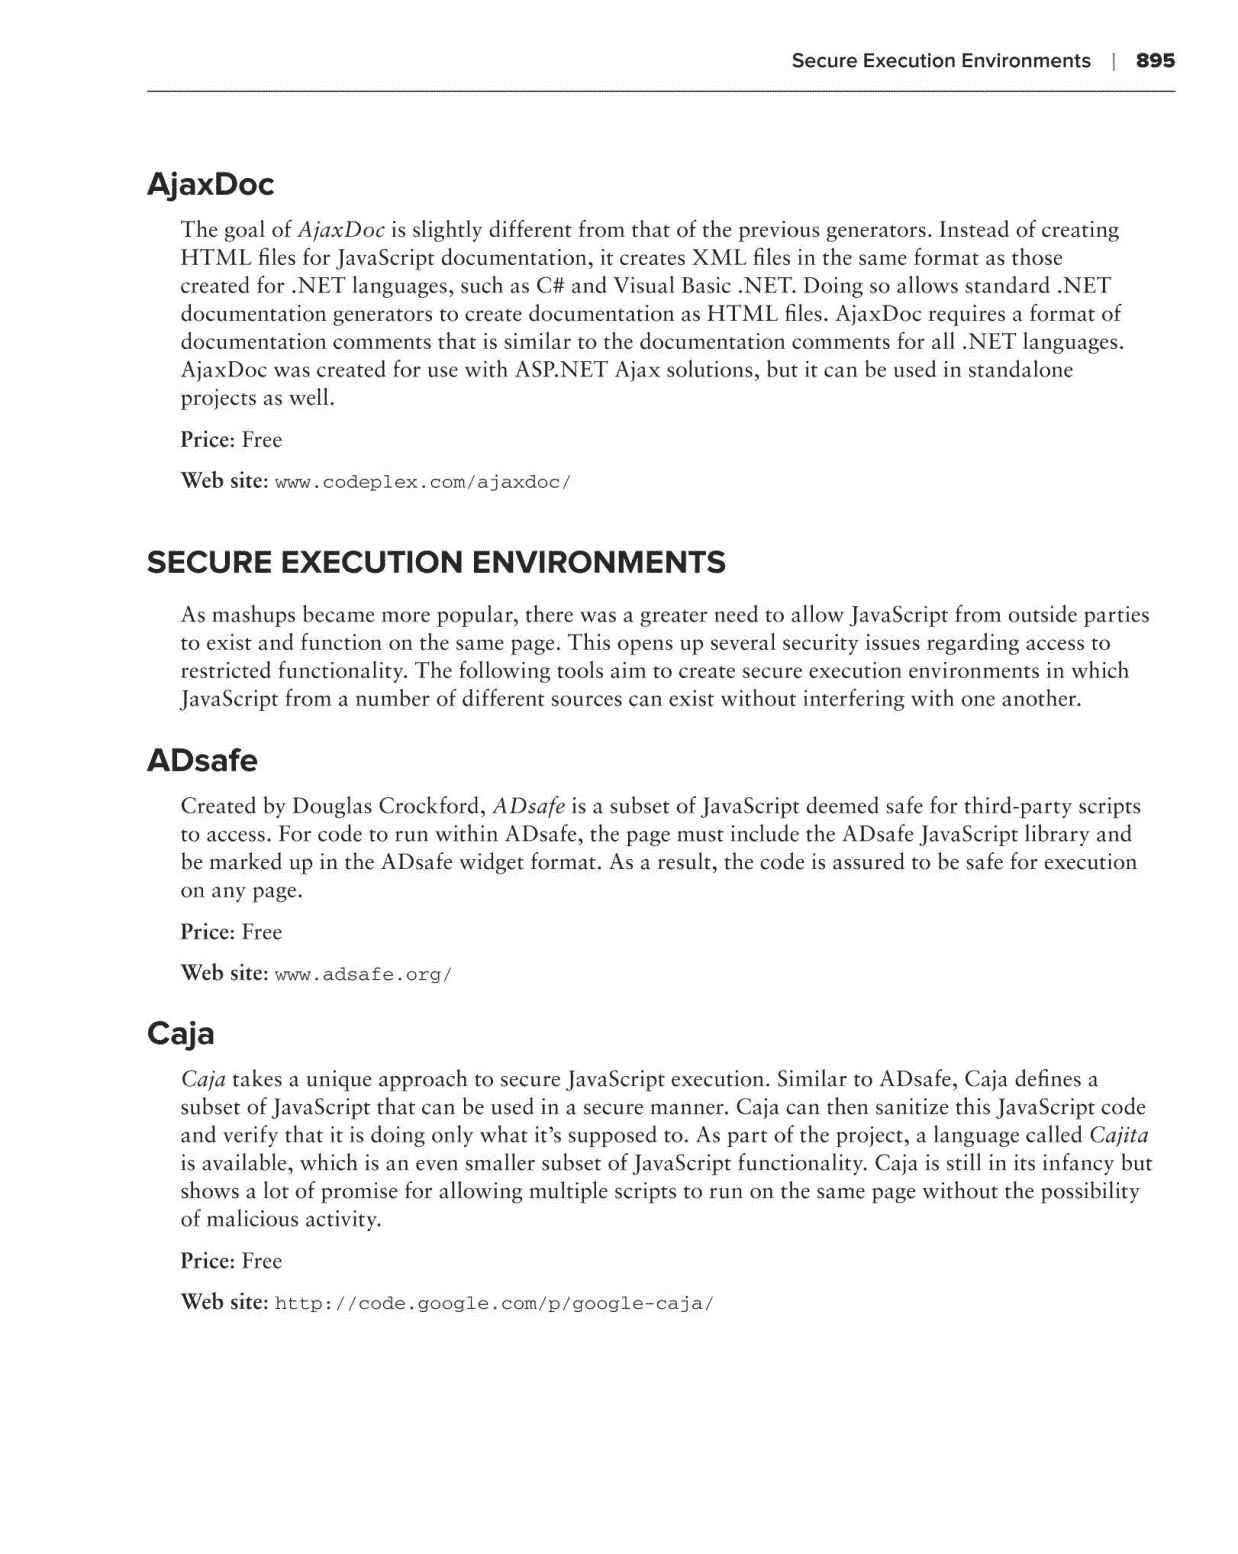 Secure Execution Environments | 895
AjaxDoc
The goal of AjaxDoc is slightly different from that of the previous generators. Instead of creating
HTML files for JavaScript documentation, it creates XML files in the same format as those
created for .NET languages, such as C# and Visual Basic .NET. Doing so allows standard .NET
documentation generators to create documentation as HTML files. AjaxDoc requires a format of
documentation comments that is similar to the documentation comments for all .NET languages.
AjaxDoc was created for use with ASP.NET Ajax solutions, but it can be used in standalone
projects as well.
Price: Free
Web site: www.codeplex.com/ajaxdoc/
SECURE EXECUTION ENVIRONMENTS
As mashups became more popular, there was a greater need to allow JavaScript from outside parties
to exist and function on the same page. This opens up several security issues regarding access to
restricted functionality. The following tools aim to create secure execution environments in which
JavaScript from a number of different sources can exist without interfering with one another.
ADsafe
Created by Douglas Crockford, ADsafe is a subset of JavaScript deemed safe for third-party scripts
to access. For code to run within ADsafe, the page must include the ADsafe JavaScript library and
be marked up in the ADsafe widget format. As a result, the code is assured to be safe for execution
on any page.
Price: Free
Web site: www.adsafe.org/
Caja
Caja takes a unique approach to secure JavaScript execution. Similar to ADsafe, Caja defines a
subset of JavaScript that can be used in a secure manner. Caja can then sanitize this JavaScript code
and verify that it is doing only what it's supposed to. As part of the project, a language called Cajita
is available, which is an even smaller subset of JavaScript functionality. Caja is still in its infancy but
shows a lot of promise for allowing multiple scripts to run on the same page without the possibility
of malicious activity.
Price: Free
Web site: http://code.google.com/p/google-caja/